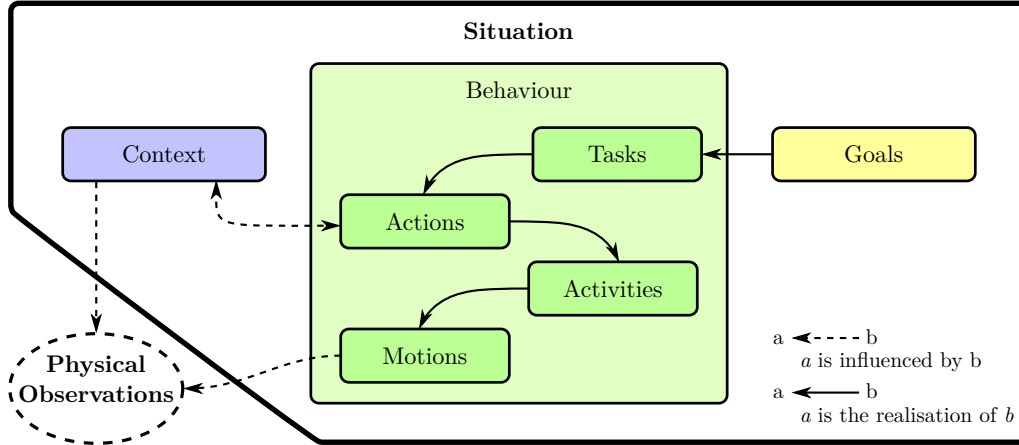 Situation
Behaviour
Context
Tasks
Goals
Actions
Activities
Motions
Physical
Observations
a b
a is influenced by b
a b
a is the realisation of b